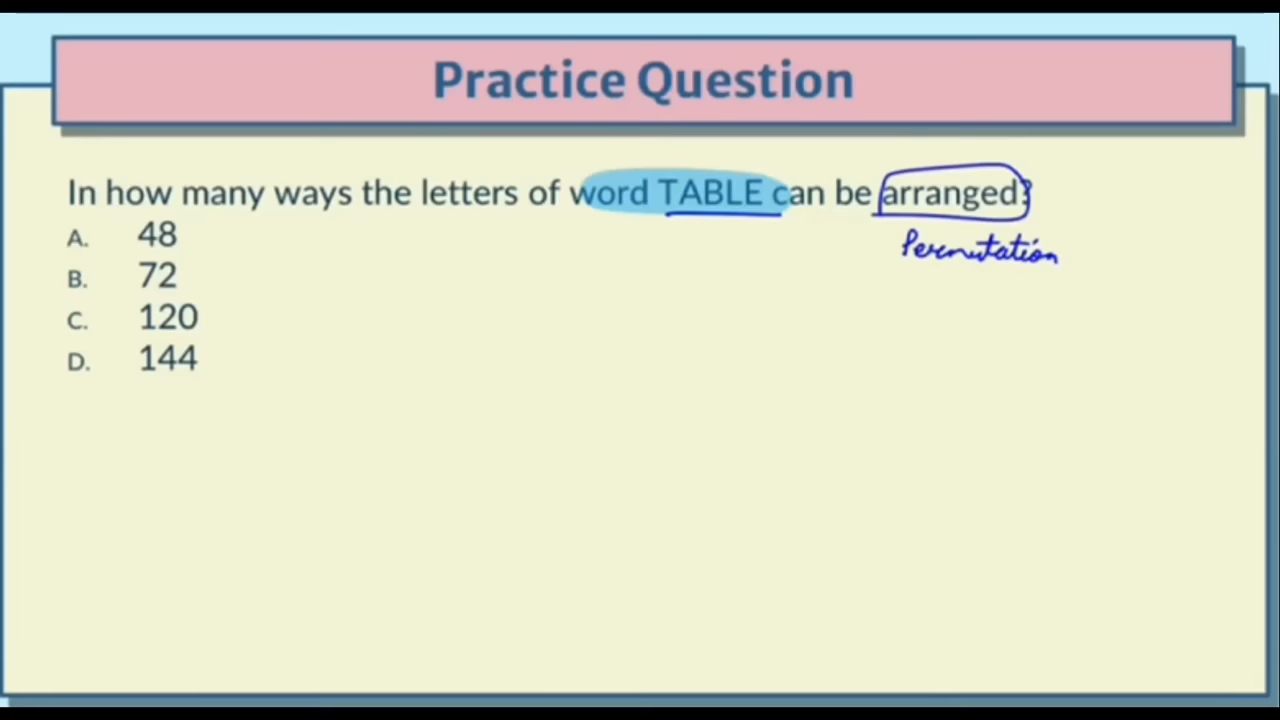 Practice Question
In how many ways the letters of word TABLE can be arranged?
Permutation
A. 48
B. 72
C. 120
D. 144